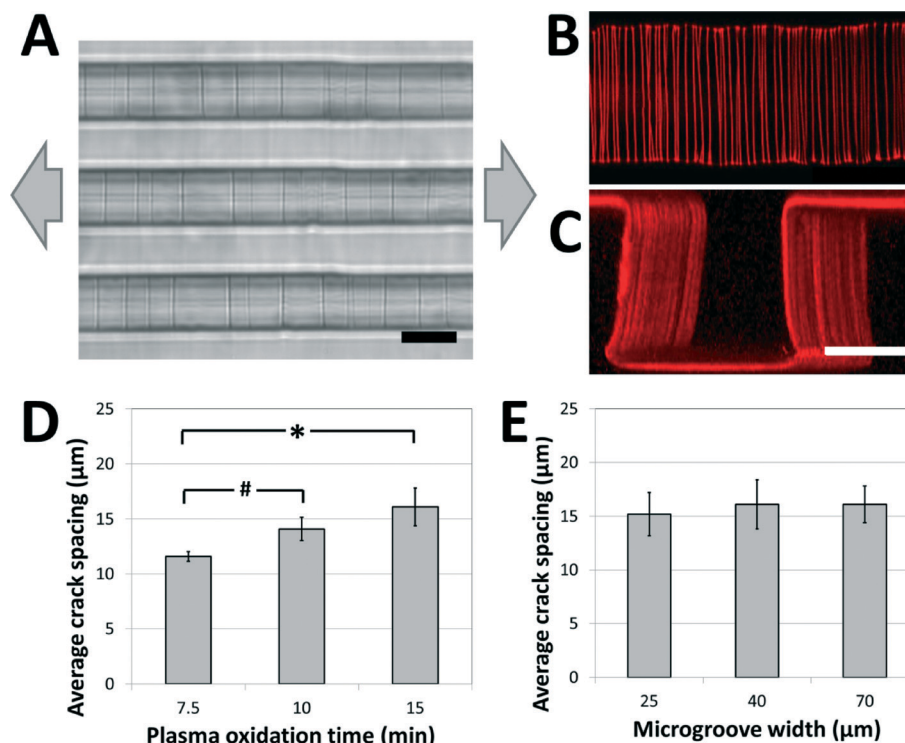 A
B
C
D
25
20
15
10
5
0
Average crack spacing (µm)
*
#
7.5 10 15
Plasma oxidation time (min)
E
25
20
15
10
5
0
Average crack spacing (µm)
25 40 70
Microgroove width (µm)